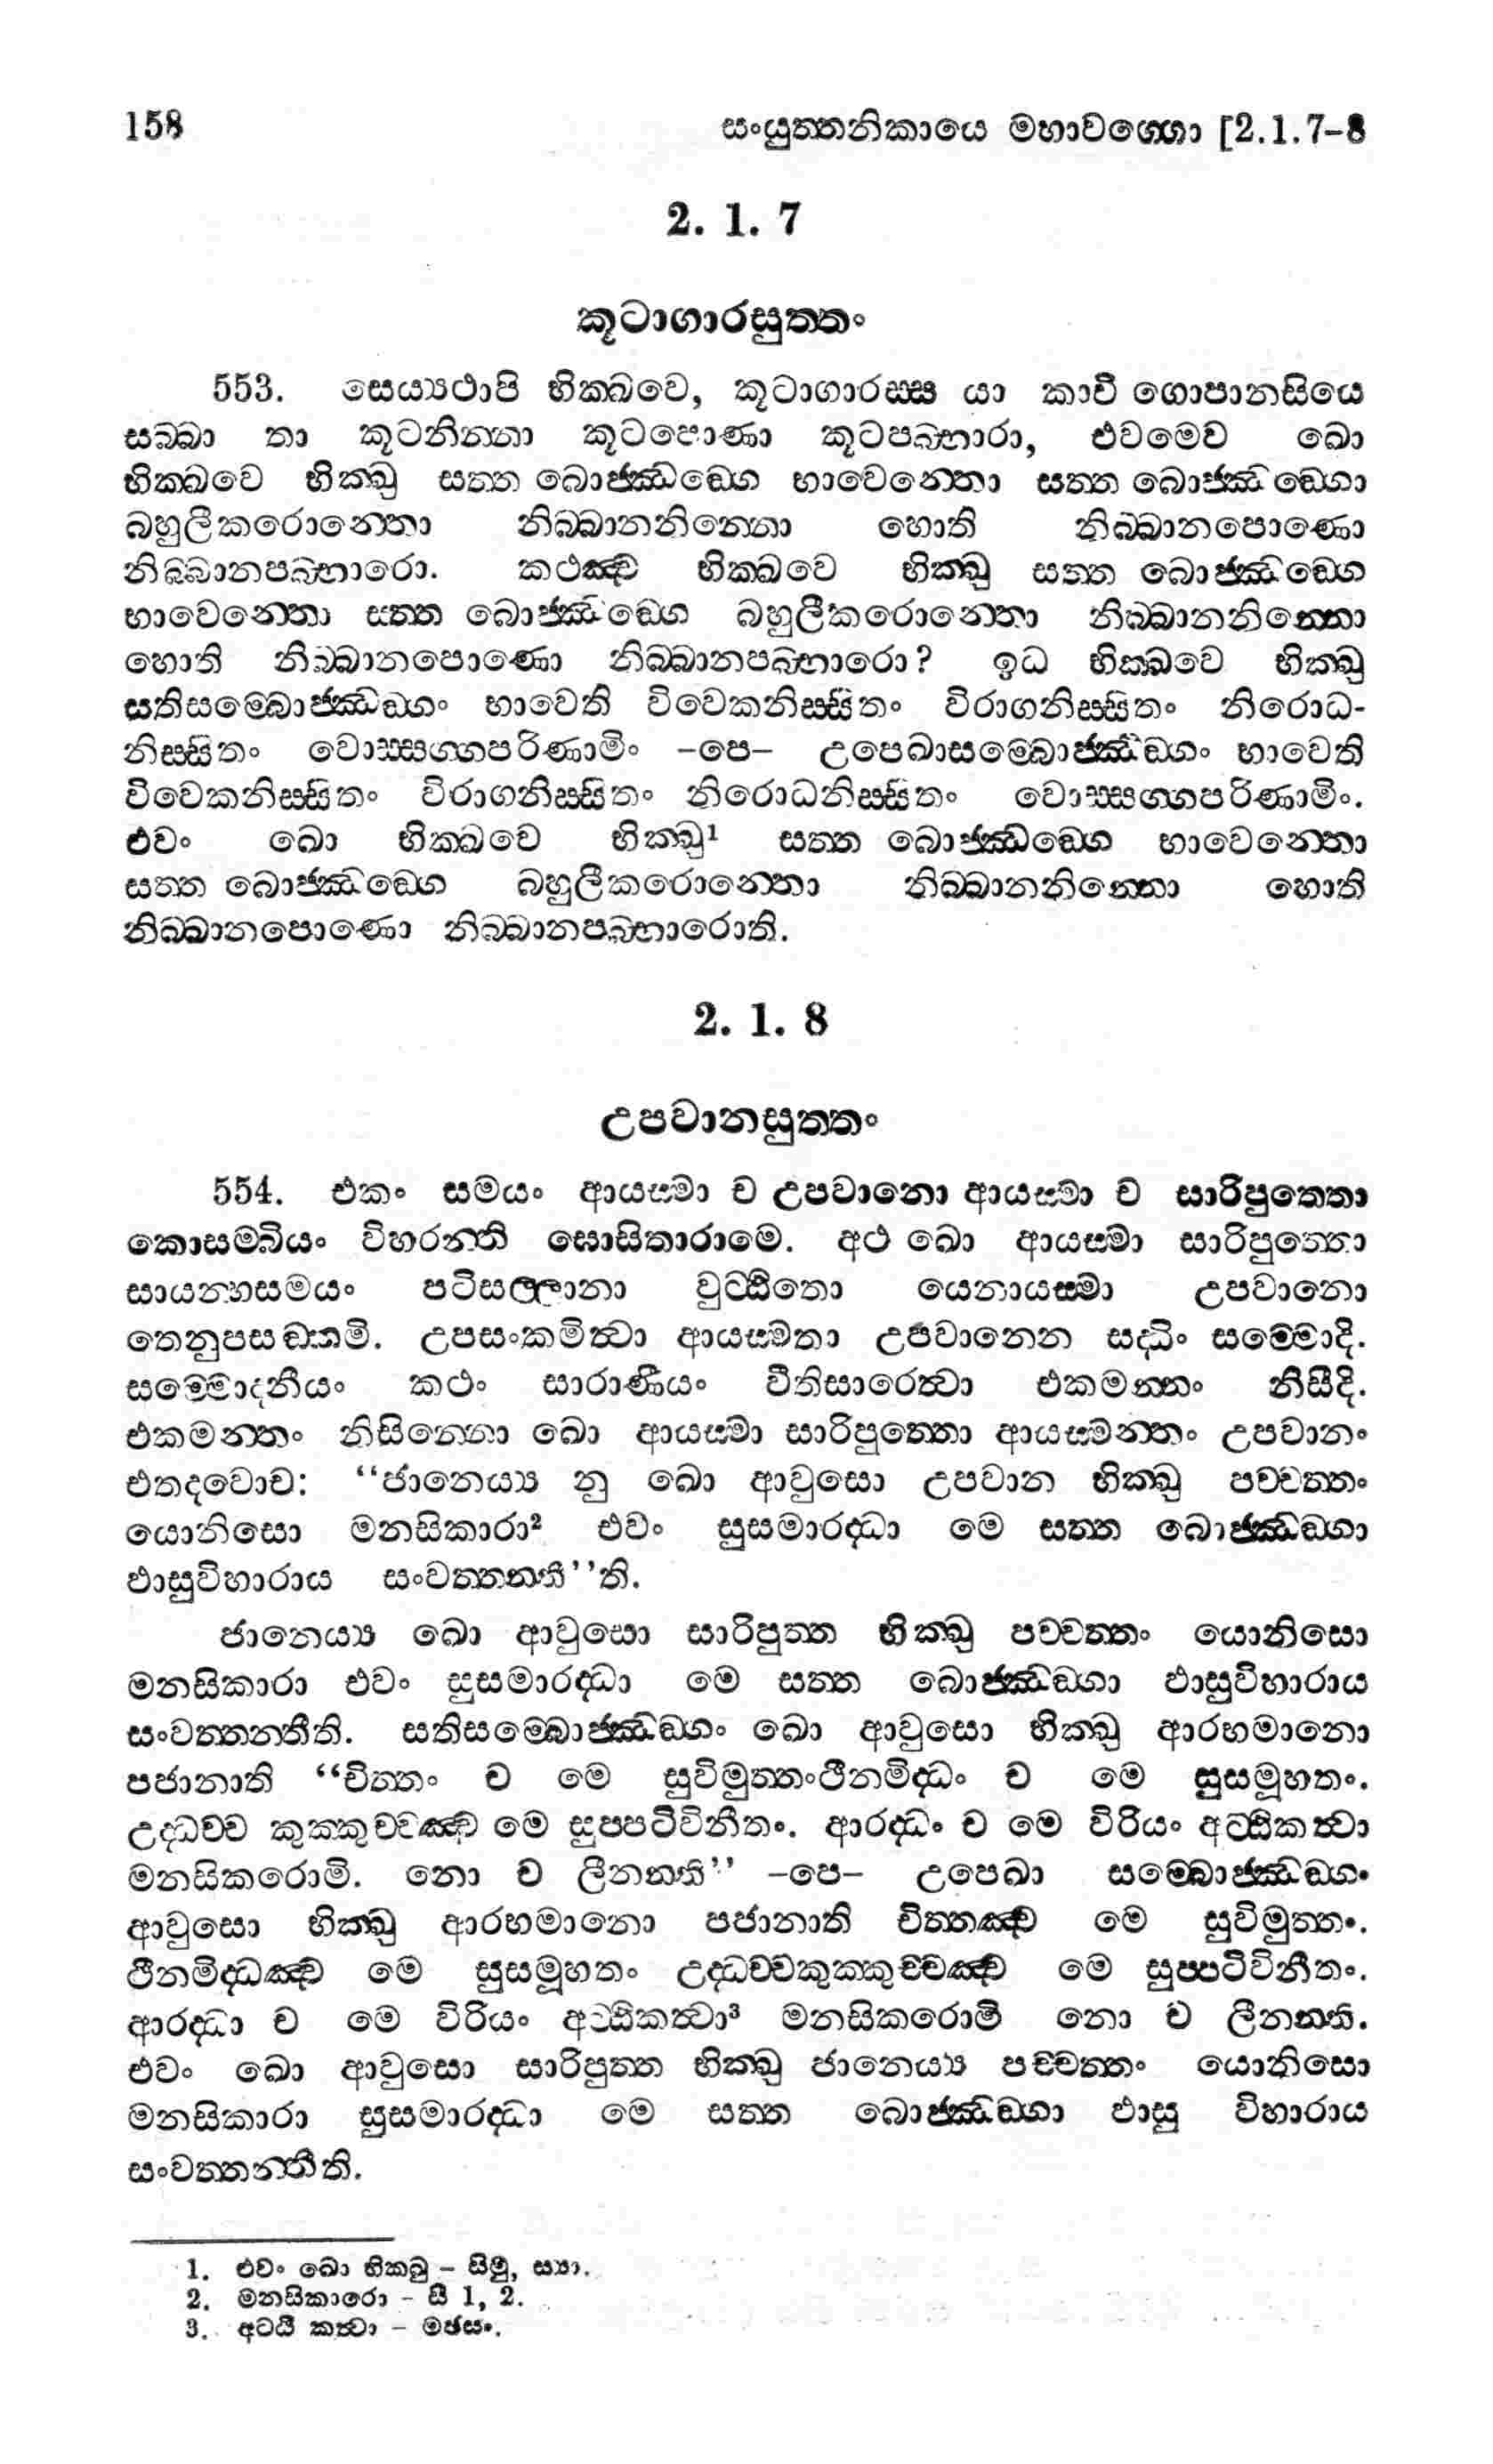 158 සංයුත්තනිකායෙ මහාවග්ගො [2.1.7-8
2. 1. 7
කූටාගාරසුත්තං
553. සෙය්‍යථාපි භික්ඛවෙ, කූටාගාරස්ස යා කාචි ගොපානසියෙ
සබ්බා තා කූටනින්නා කූටපොණා කූටපබ්භාරා, එවමෙව ඛො
භික්ඛවෙ භික්ඛු සත්ත බොජ්ඣඞ්ගෙ භාවෙන්තො සත්ත බොජ්ඣඞ්ගො
බහුලීකරොන්තො නිබ්බානනින්නො හොති නිබ්බානපොණො
නිබ්බානපබ්භාරො. කථඤ්ච භික්ඛවෙ භික්ඛු සත්ත බොජ්ඣඞ්ගෙ
භාවෙන්තො සත්ත බොජ්ඣඞ්ගෙ බහුලීකරොන්තො නිබ්බානනින්නො
හොති නිබ්බානපොණො නිබ්බානපබ්භාරො? ඉධ භික්ඛවෙ භික්ඛු
සතිසම්බොජ්ඣඞ්ගං භාවෙති විවෙකනිස්සිතං විරාගනිස්සිතං නිරොධ-
නිස්සිතං වොස්සග්ගපරිණාමිං -පෙ- උපෙඛාසම්බොජ්ඣඞ්ගං භාවෙති
විවෙකනිස්සිතං විරාගනිස්සිතං නිරොධනිස්සිතං වොස්සග්ගපරිණාමිං.
එවං ඛො භික්ඛවෙ භික්ඛු¹ සත්ත බොජ්ඣඞ්ගෙ භාවෙන්තො
සත්ත බොජ්ඣඞ්ගෙ බහුලීකරොන්තො නිබ්බානනින්නො හොති
නිබ්බානපොණො නිබ්බානපබ්භාරොති.
2. 1. 8
උපවානසුත්තං
554. එකං සමයං ආයස්මා ච උපවානො ආයස්මා ච සාරිපුත්තො
කොසම්බියං විහරන්ති ඝොසිතාරාමෙ. අථ ඛො ආයස්මා සාරිපුත්තො
සායන්හසමයං පටිසල්ලානා වුට්ඨිතො යෙනායස්මා උපවානො
තෙනුපසඞ්කමි. උපසංකමිත්‍වා ආයස්මතා උපවානෙන සද්ධිං සම්මොදි.
සම්මොදනීයං කථං සාරාණීයං වීතිසාරෙත්‍වා එකමන්තං නිසීදි.
එකමන්තං නිසින්නො ඛො ආයස්මා සාරිපුත්තො ආයස්මන්තං උපවානං
එතදවොච: “ජානෙය්‍ය නු ඛො ආවුසො උපවාන භික්ඛු පච්චත්තං
යොනිසො මනසිකාරා² එවං සුසමාරද්ධා මෙ සත්ත බොජ්ඣඞ්ගා
ඵාසුවිහාරාය සංවත්තන්තී’’ති.
ජානෙය්‍ය ඛො ආවුසො සාරිපුත්ත භික්ඛු පච්චත්තං යොනිසො
මනසිකාරා එවං සුසමාරද්ධා මෙ සත්ත බොජ්ඣඞ්ගා ඵාසුවිහාරාය
සංවත්තන්තීති. සතිසම්බොජ්ඣඞ්ගං ඛො ආවුසො භික්ඛු ආරභමානො
පජානාති “චිත්තං ච මෙ සුවිමුත්තංථීනමිද්ධං ච මෙ සුසමූහතං.
උද්ධච්ච කුක්කුච්චඤ්ච මෙ සුප්පටිවිනීතං. ආරද්ධං ච මෙ විරියං අට්ඨිකත්‍වා
මනසිකරොමි. නො ච ලීනන්ති’’ -පෙ- උපෙඛා සම්බොජ්ඣඞ්ගං
ආවුසො භික්ඛු ආරභමානො පජානාති චිත්තඤ්ච මෙ සුවිමුත්තං.
ථීනමිද්ධඤ්ච මෙ සුසමූහතං උද්ධච්චකුක්කුච්චඤ්ච මෙ සුප්පටිවිනීතං.
ආරද්ධා ච මෙ විරියං අට්ඨිකත්‍වා³ මනසිකරොමි නො ච ලීනන්ති.
එවං ඛො ආවුසො සාරිපුත්ත භික්ඛු ජානෙය්‍ය පච්චත්තං යොනිසො
මනසිකාරා සුසමාරද්ධා මෙ සත්ත බොජ්ඣඞ්ගා ඵාසු විහාරාය
සංවත්තන්තීති.
1. එවං ඛො භිකඛු - සිමු, ස්‍යා.
2. මනසිකාරො - සී 1, 2.
3. අටයි කත්‍වා - මජසං.